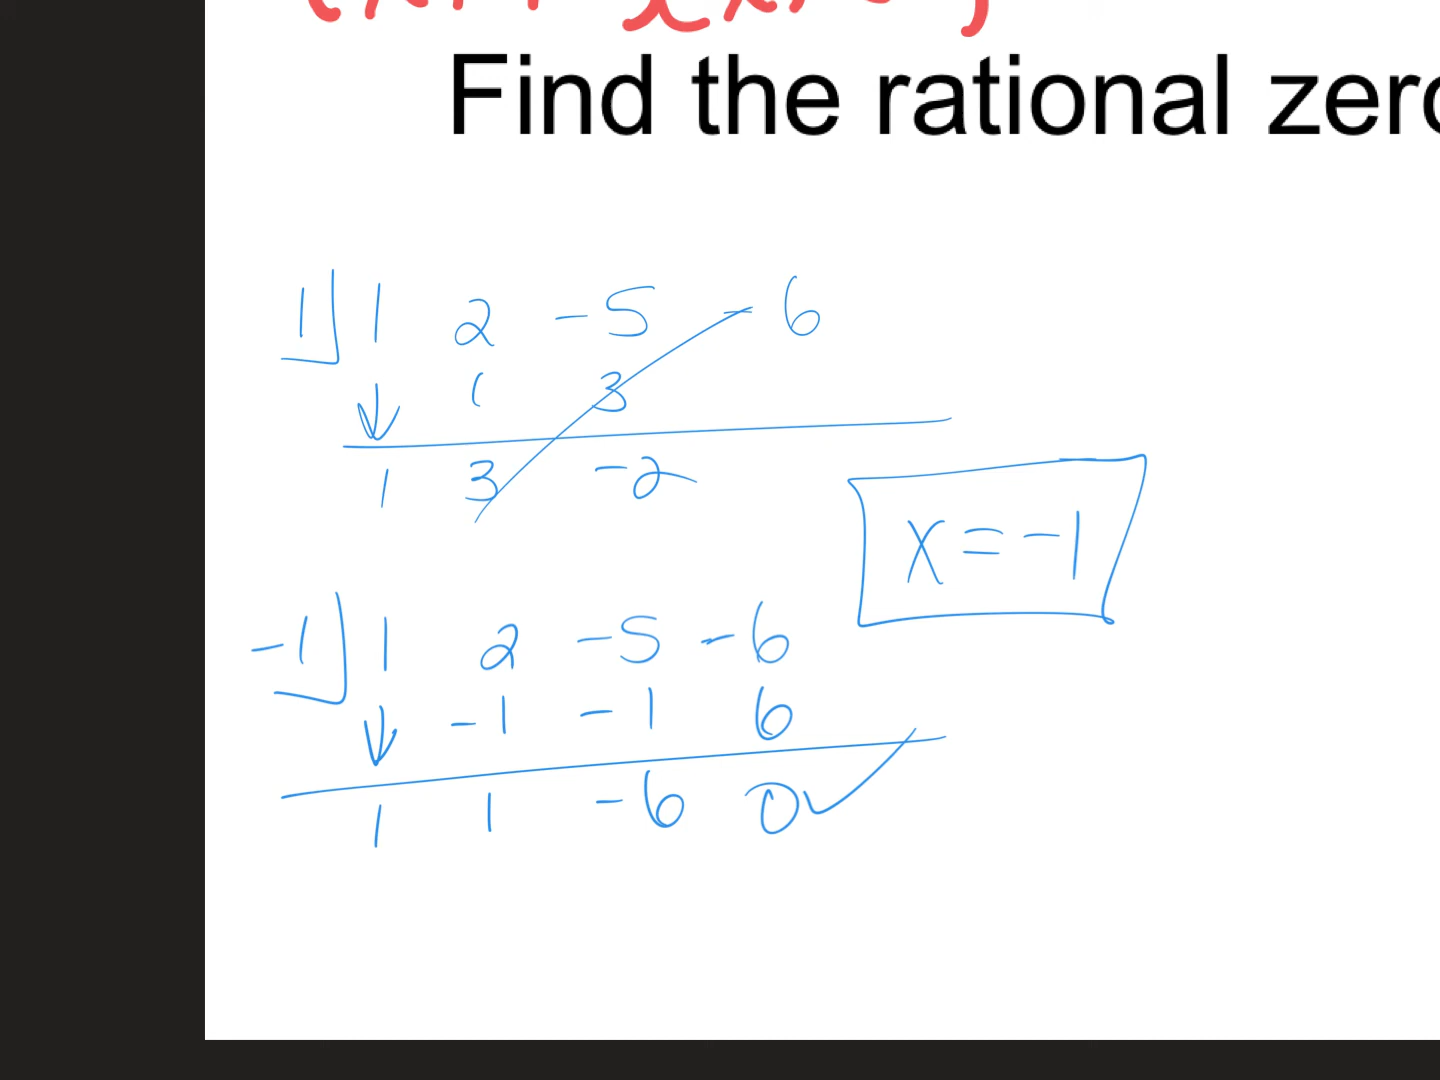 Find the rational
1 1 2 -5 -6
1 3
1 3 -2
x = -1
-1 1 2 -5 -6
-1 -1 6
1 1 -6 0